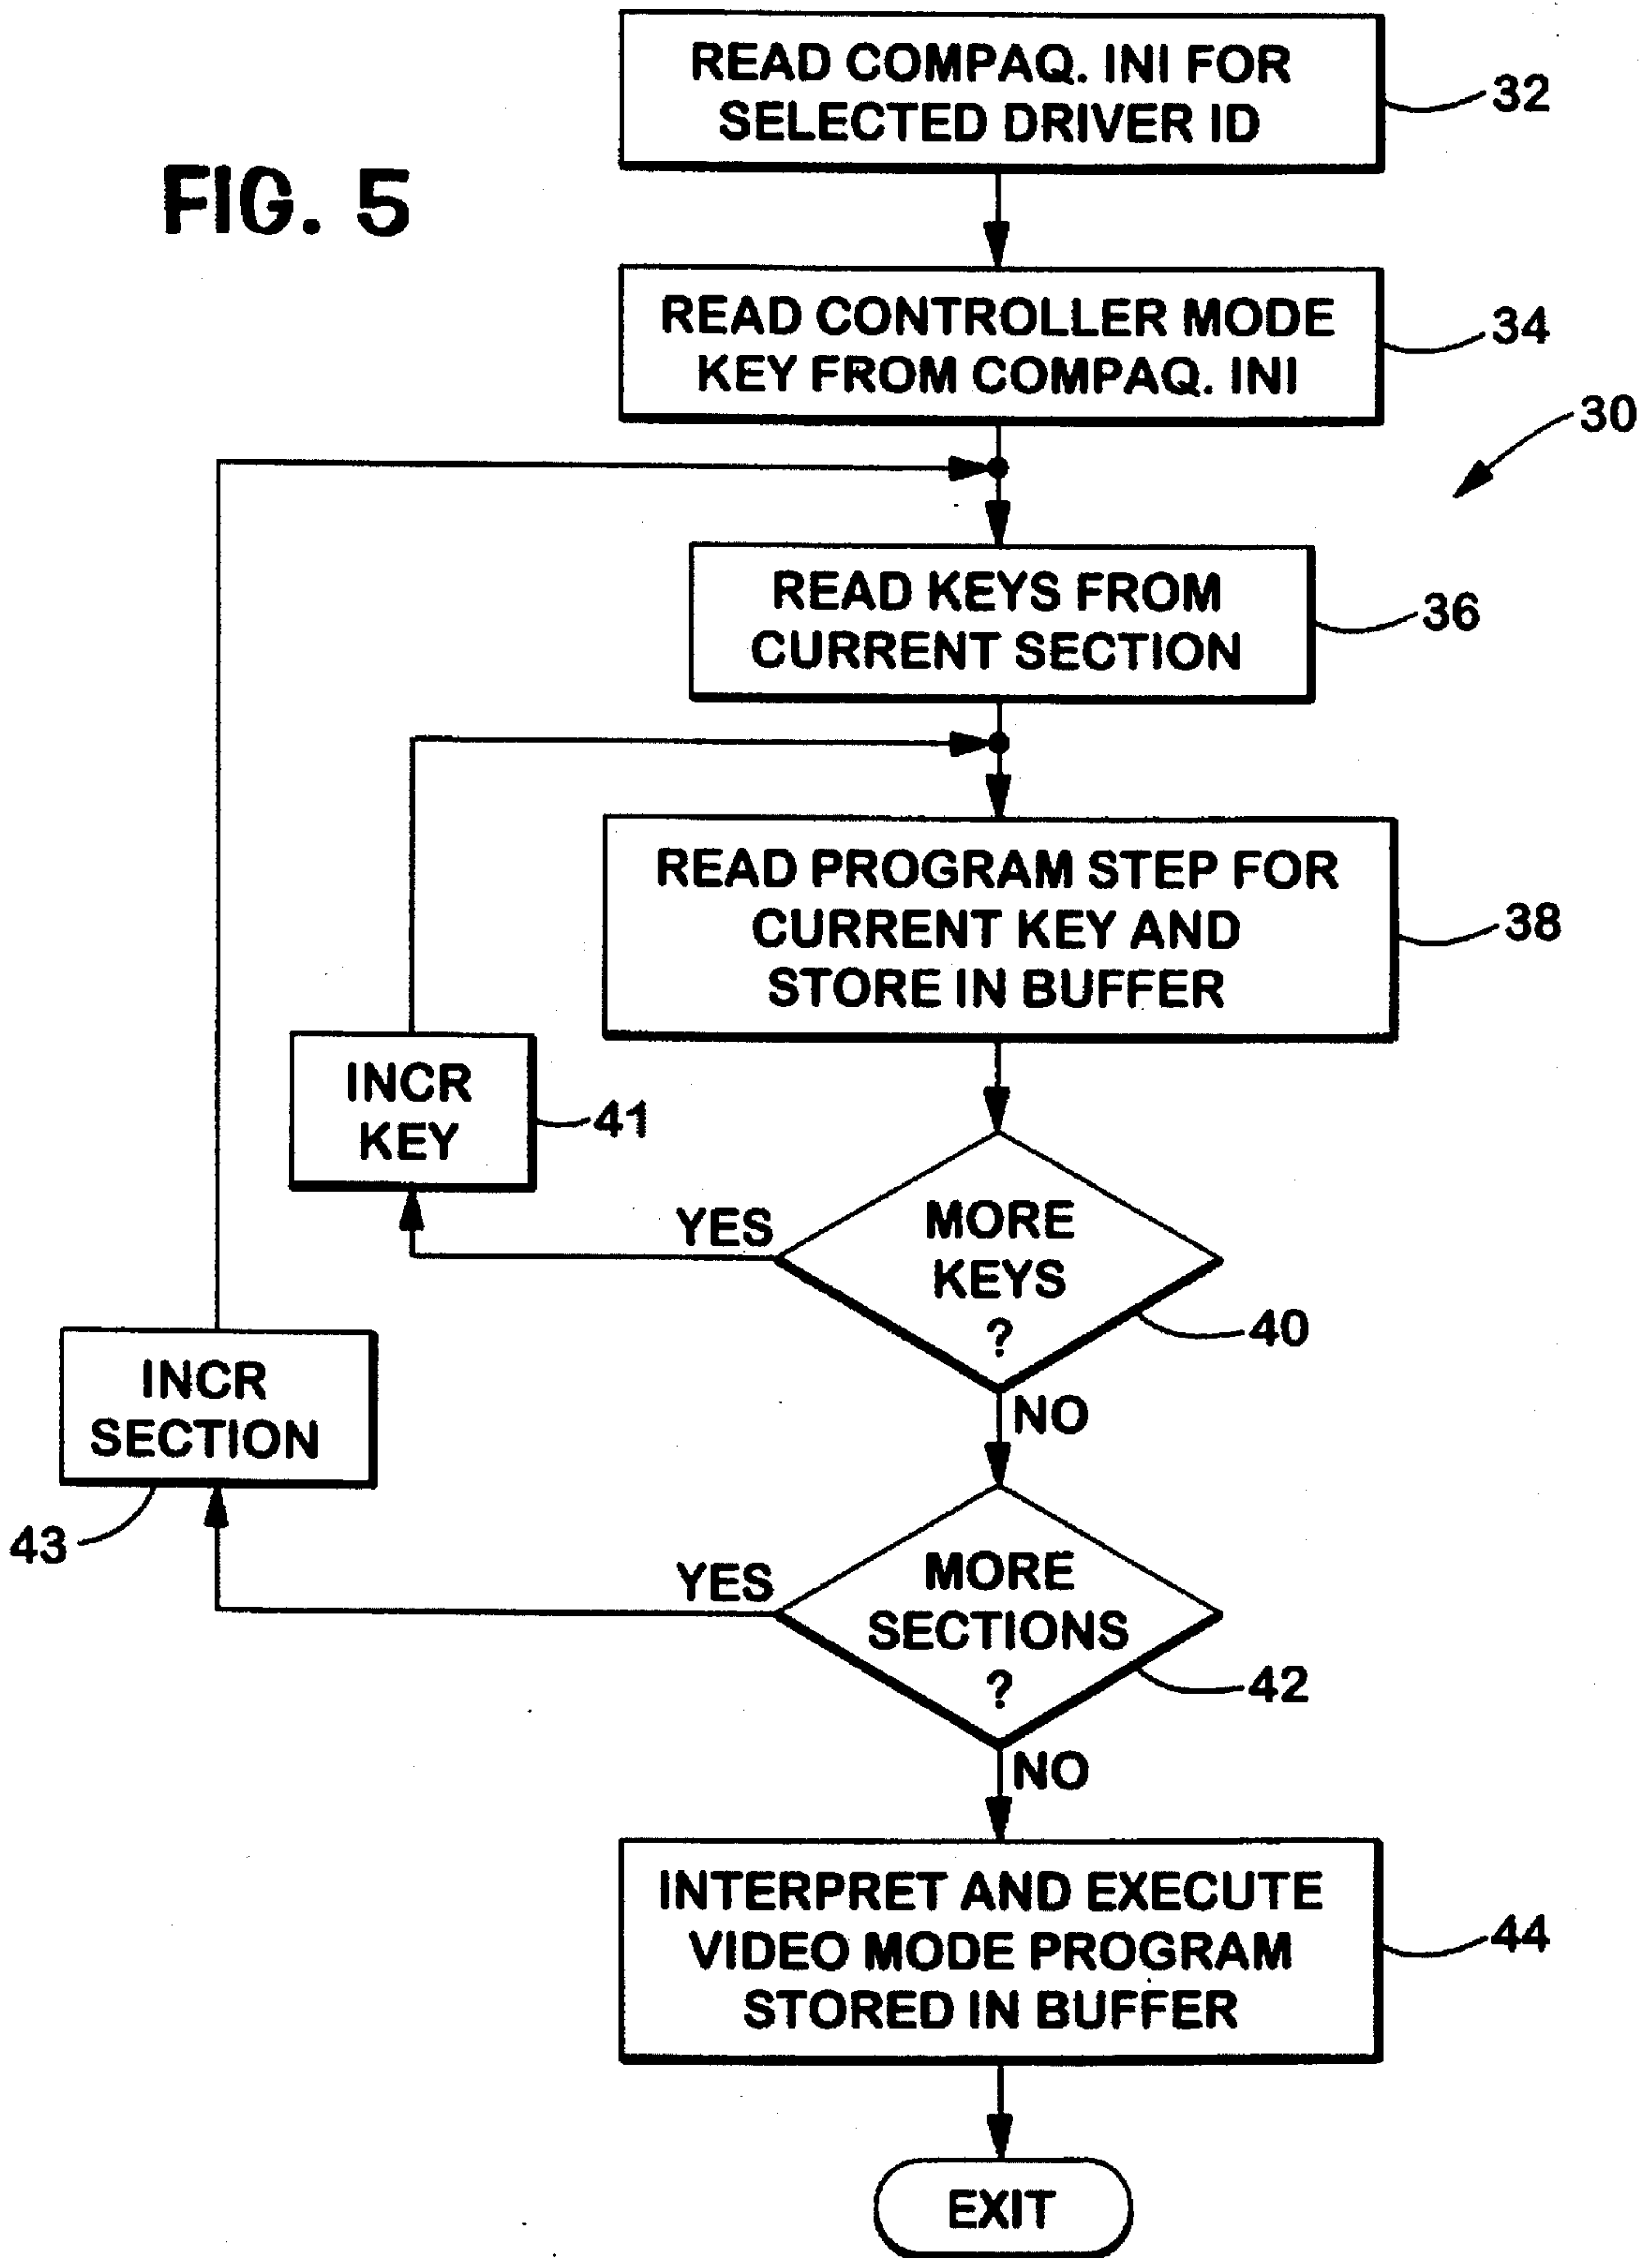 READ COMPAQ. INI FOR
SELECTED DRIVER ID
32
FIG. 5
READ CONTROLLER MODE
KEY FROM COMPAQ. INI
34
30
READ KEYS FROM
CURRENT SECTION
36
READ PROGRAM STEP FOR
CURRENT KEY AND
STORE IN BUFFER
38
INCR
KEY
41
YES
MORE
KEYS
?
40
NO
INCR
SECTION
43
YES
MORE
SECTIONS
?
42
NO
INTERPRET AND EXECUTE
VIDEO MODE PROGRAM
STORED IN BUFFER
44
EXIT